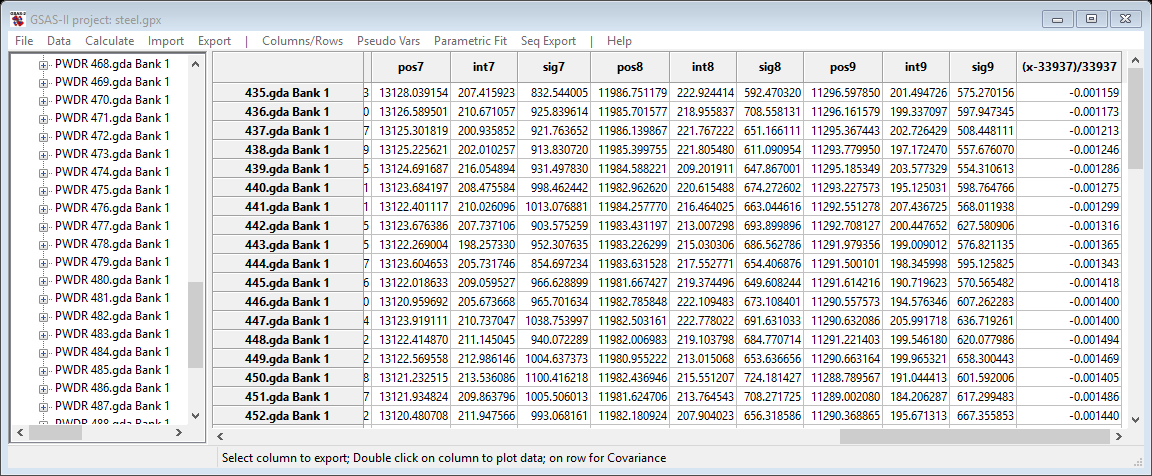 GSAS-II project: steel.gpx
File Data Calculate Import Export | Columns/Rows Pseudo Vars Parametric Fit Seq Export | Help
PWDR 468.gda Bank 1
PWDR 469.gda Bank 1
PWDR 470.gda Bank 1
PWDR 471.gda Bank 1
PWDR 472.gda Bank 1
PWDR 473.gda Bank 1
PWDR 474.gda Bank 1
PWDR 475.gda Bank 1
PWDR 476.gda Bank 1
PWDR 477.gda Bank 1
PWDR 478.gda Bank 1
PWDR 479.gda Bank 1
PWDR 480.gda Bank 1
PWDR 481.gda Bank 1
PWDR 482.gda Bank 1
PWDR 483.gda Bank 1
PWDR 484.gda Bank 1
PWDR 485.gda Bank 1
PWDR 486.gda Bank 1
PWDR 487.gda Bank 1
PWDR 488.gda Bank 1
pos7 int7 sig7 pos8 int8 sig8 pos9 int9 sig9 (x-33937)/33937
435.gda Bank 1 3 13128.039154 207.415923 832.544005 11986.751179 222.924414 592.470320 11296.597850 201.494726 575.270156 -0.001159
436.gda Bank 1 0 13126.589501 210.671057 925.839614 11985.701577 218.955837 708.558131 11296.161579 199.337097 597.947345 -0.001173
437.gda Bank 1 7 13125.301819 200.935852 921.763652 11986.139867 221.767222 651.166111 11295.367443 202.726429 508.448111 -0.001213
438.gda Bank 1 9 13125.225621 202.010257 913.830720 11985.399755 221.805480 611.090954 11293.779950 197.172470 557.676070 -0.001246
439.gda Bank 1 5 13124.691687 216.054894 931.497830 11984.588221 209.201911 647.867001 11295.185349 203.577329 554.310613 -0.001286
440.gda Bank 1 1 13123.684197 208.475584 998.462442 11982.962620 220.615488 674.272602 11293.227573 195.125031 598.764766 -0.001275
441.gda Bank 1 1 13122.401117 210.026096 1013.076881 11984.257770 216.464025 663.044616 11292.551278 207.436725 568.011938 -0.001299
442.gda Bank 1 5 13123.676386 207.737106 903.575259 11983.431197 213.007298 693.899896 11292.708127 200.447652 627.580906 -0.001316
443.gda Bank 1 5 13122.269004 198.257330 952.307635 11983.226299 215.030306 686.562786 11291.979356 199.009012 576.821135 -0.001365
444.gda Bank 1 7 13123.604653 205.731746 854.697234 11983.631528 217.552771 654.406876 11291.500101 198.345998 595.125825 -0.001343
445.gda Bank 1 6 13122.018633 209.059527 966.628899 11981.667427 219.374496 649.608244 11291.614216 190.719623 570.565482 -0.001418
446.gda Bank 1 0 13120.959692 205.673668 965.701634 11982.785848 222.109483 673.108401 11290.557573 194.576346 607.262283 -0.001400
447.gda Bank 1 4 13123.919111 210.737047 1038.753997 11982.503161 222.778022 691.631033 11290.632086 205.991718 636.719261 -0.001400
448.gda Bank 1 2 13122.414870 211.145045 940.072289 11982.006983 219.103798 684.770714 11291.221403 199.546180 620.077986 -0.001494
449.gda Bank 1 2 13122.569558 212.986146 1004.637373 11980.955222 213.015068 653.636656 11290.663164 199.965321 658.300443 -0.001469
450.gda Bank 1 8 13121.232515 213.536086 1100.416218 11982.436946 215.551207 724.181427 11288.789567 191.044413 601.592006 -0.001405
451.gda Bank 1 7 13121.934824 209.863796 1005.506013 11981.624706 213.764543 708.271725 11289.002080 184.206287 617.299483 -0.001486
452.gda Bank 1 2 13120.480708 211.947566 993.068161 11982.180924 207.904023 656.318586 11290.368865 195.671313 667.355853 -0.001440
Select column to export; Double click on column to plot data; on row for Covariance